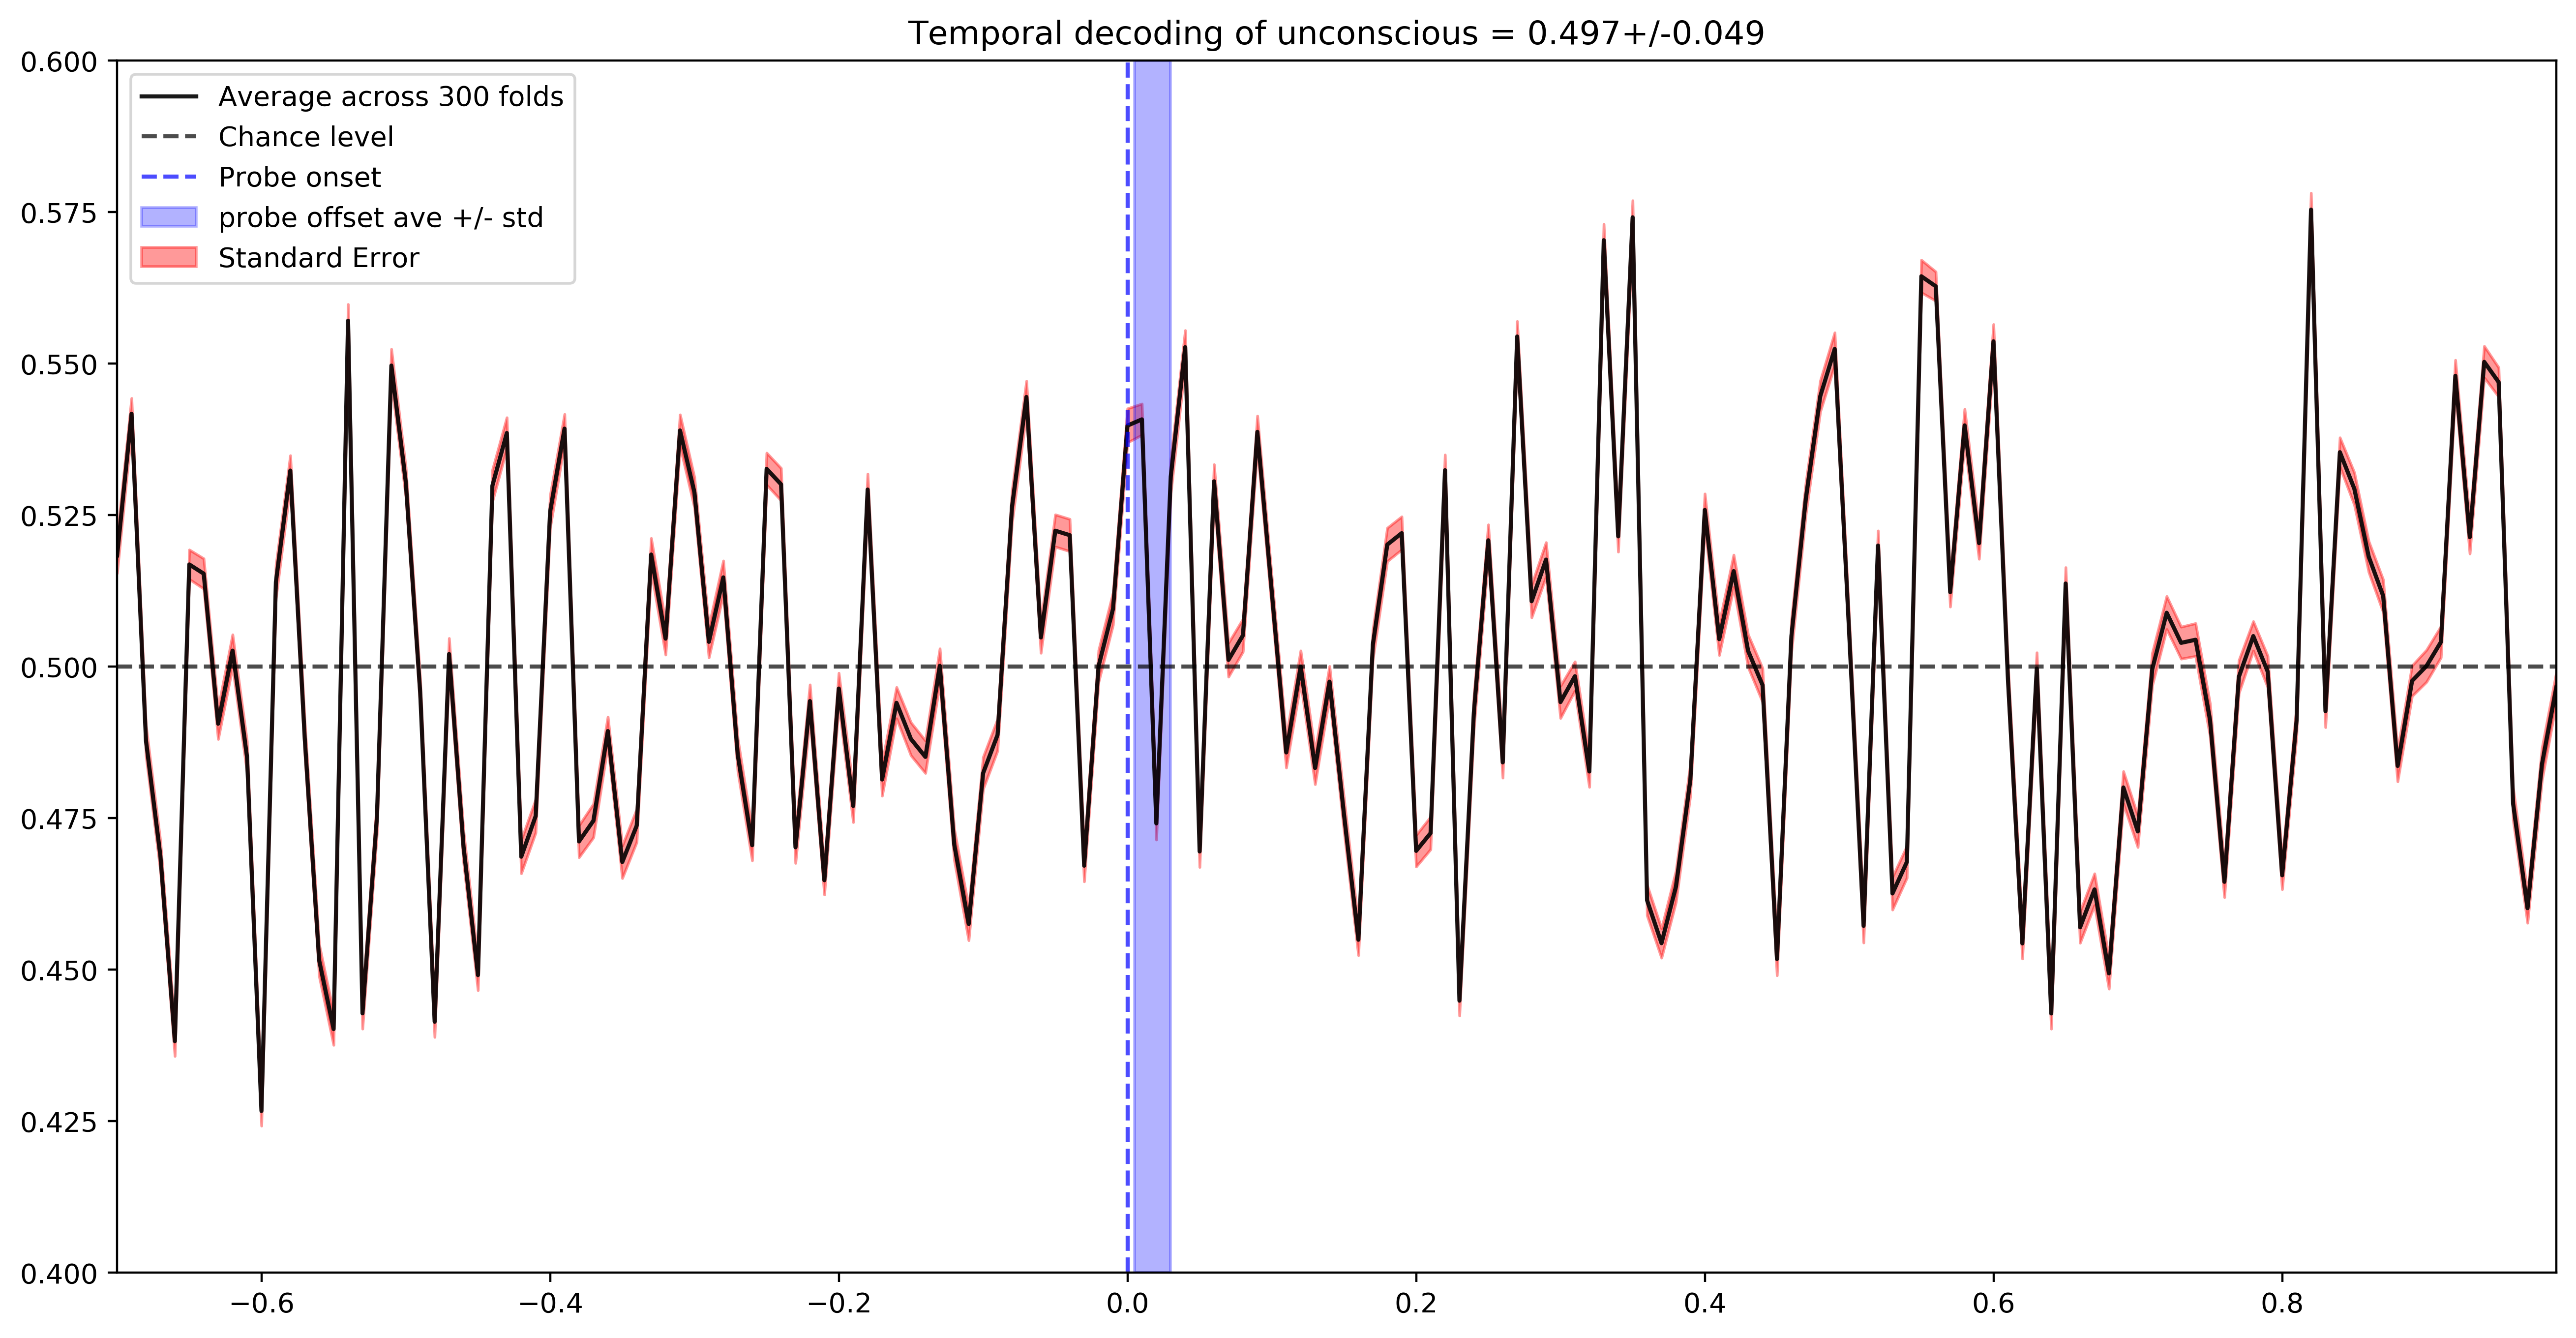 Temporal decoding of unconscious = 0.497+/-0.049
0.600
0.575
0.550
0.525
0.500
0.475
0.450
0.425
0.400
Average across 300 folds
Chance level
Probe onset
probe offset ave +/- std
Standard Error
−0.6
−0.4
−0.2
0.0
0.2
0.4
0.6
0.8